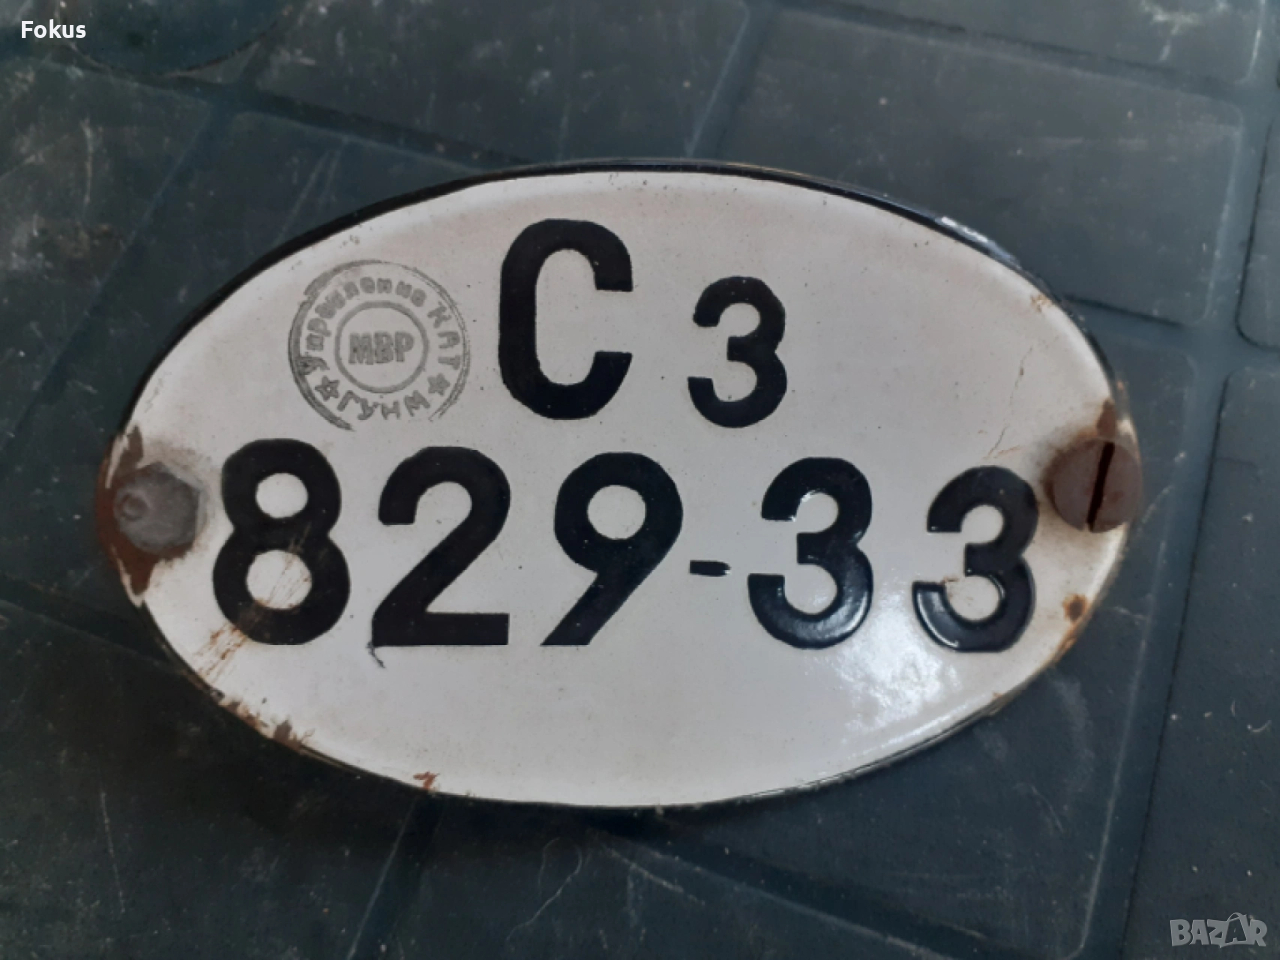 Fokus
С 3
829-33
Управление КАТ
МВР
★ ГУНМ ★
BAZAR